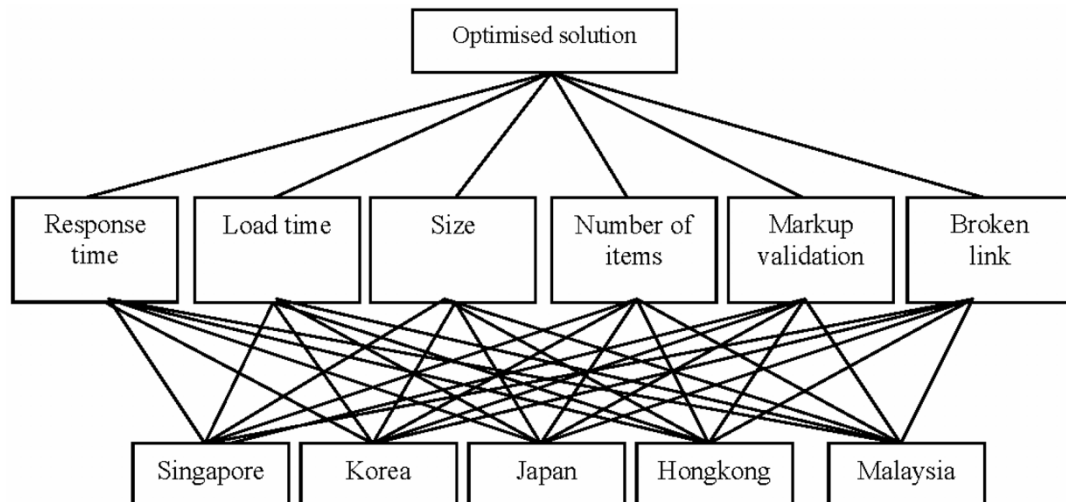 Optimised solution
Response
time
Load time
Size
Number of
items
Markup
validation
Broken
link
Singapore
Korea
Japan
Hongkong
Malaysia